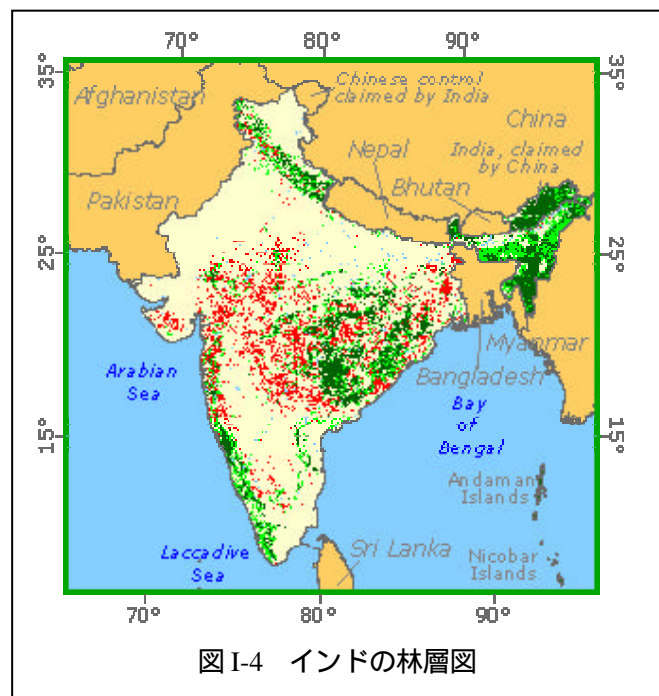 70° 80° 90°
35° 35°
Chinese control
claimed by India
Afghanistan
China
Nepal
India, claimed
by China
Bhutan
Pakistan
25° 25°
Myanmar
Arabian
Sea
Bangladesh
Bay
of
Bengal
15° 15°
Andaman
Islands
Laccadive
Sea
Sri Lanka
Nicobar
Islands
70° 80° 90°
図 I-4 インドの林層図